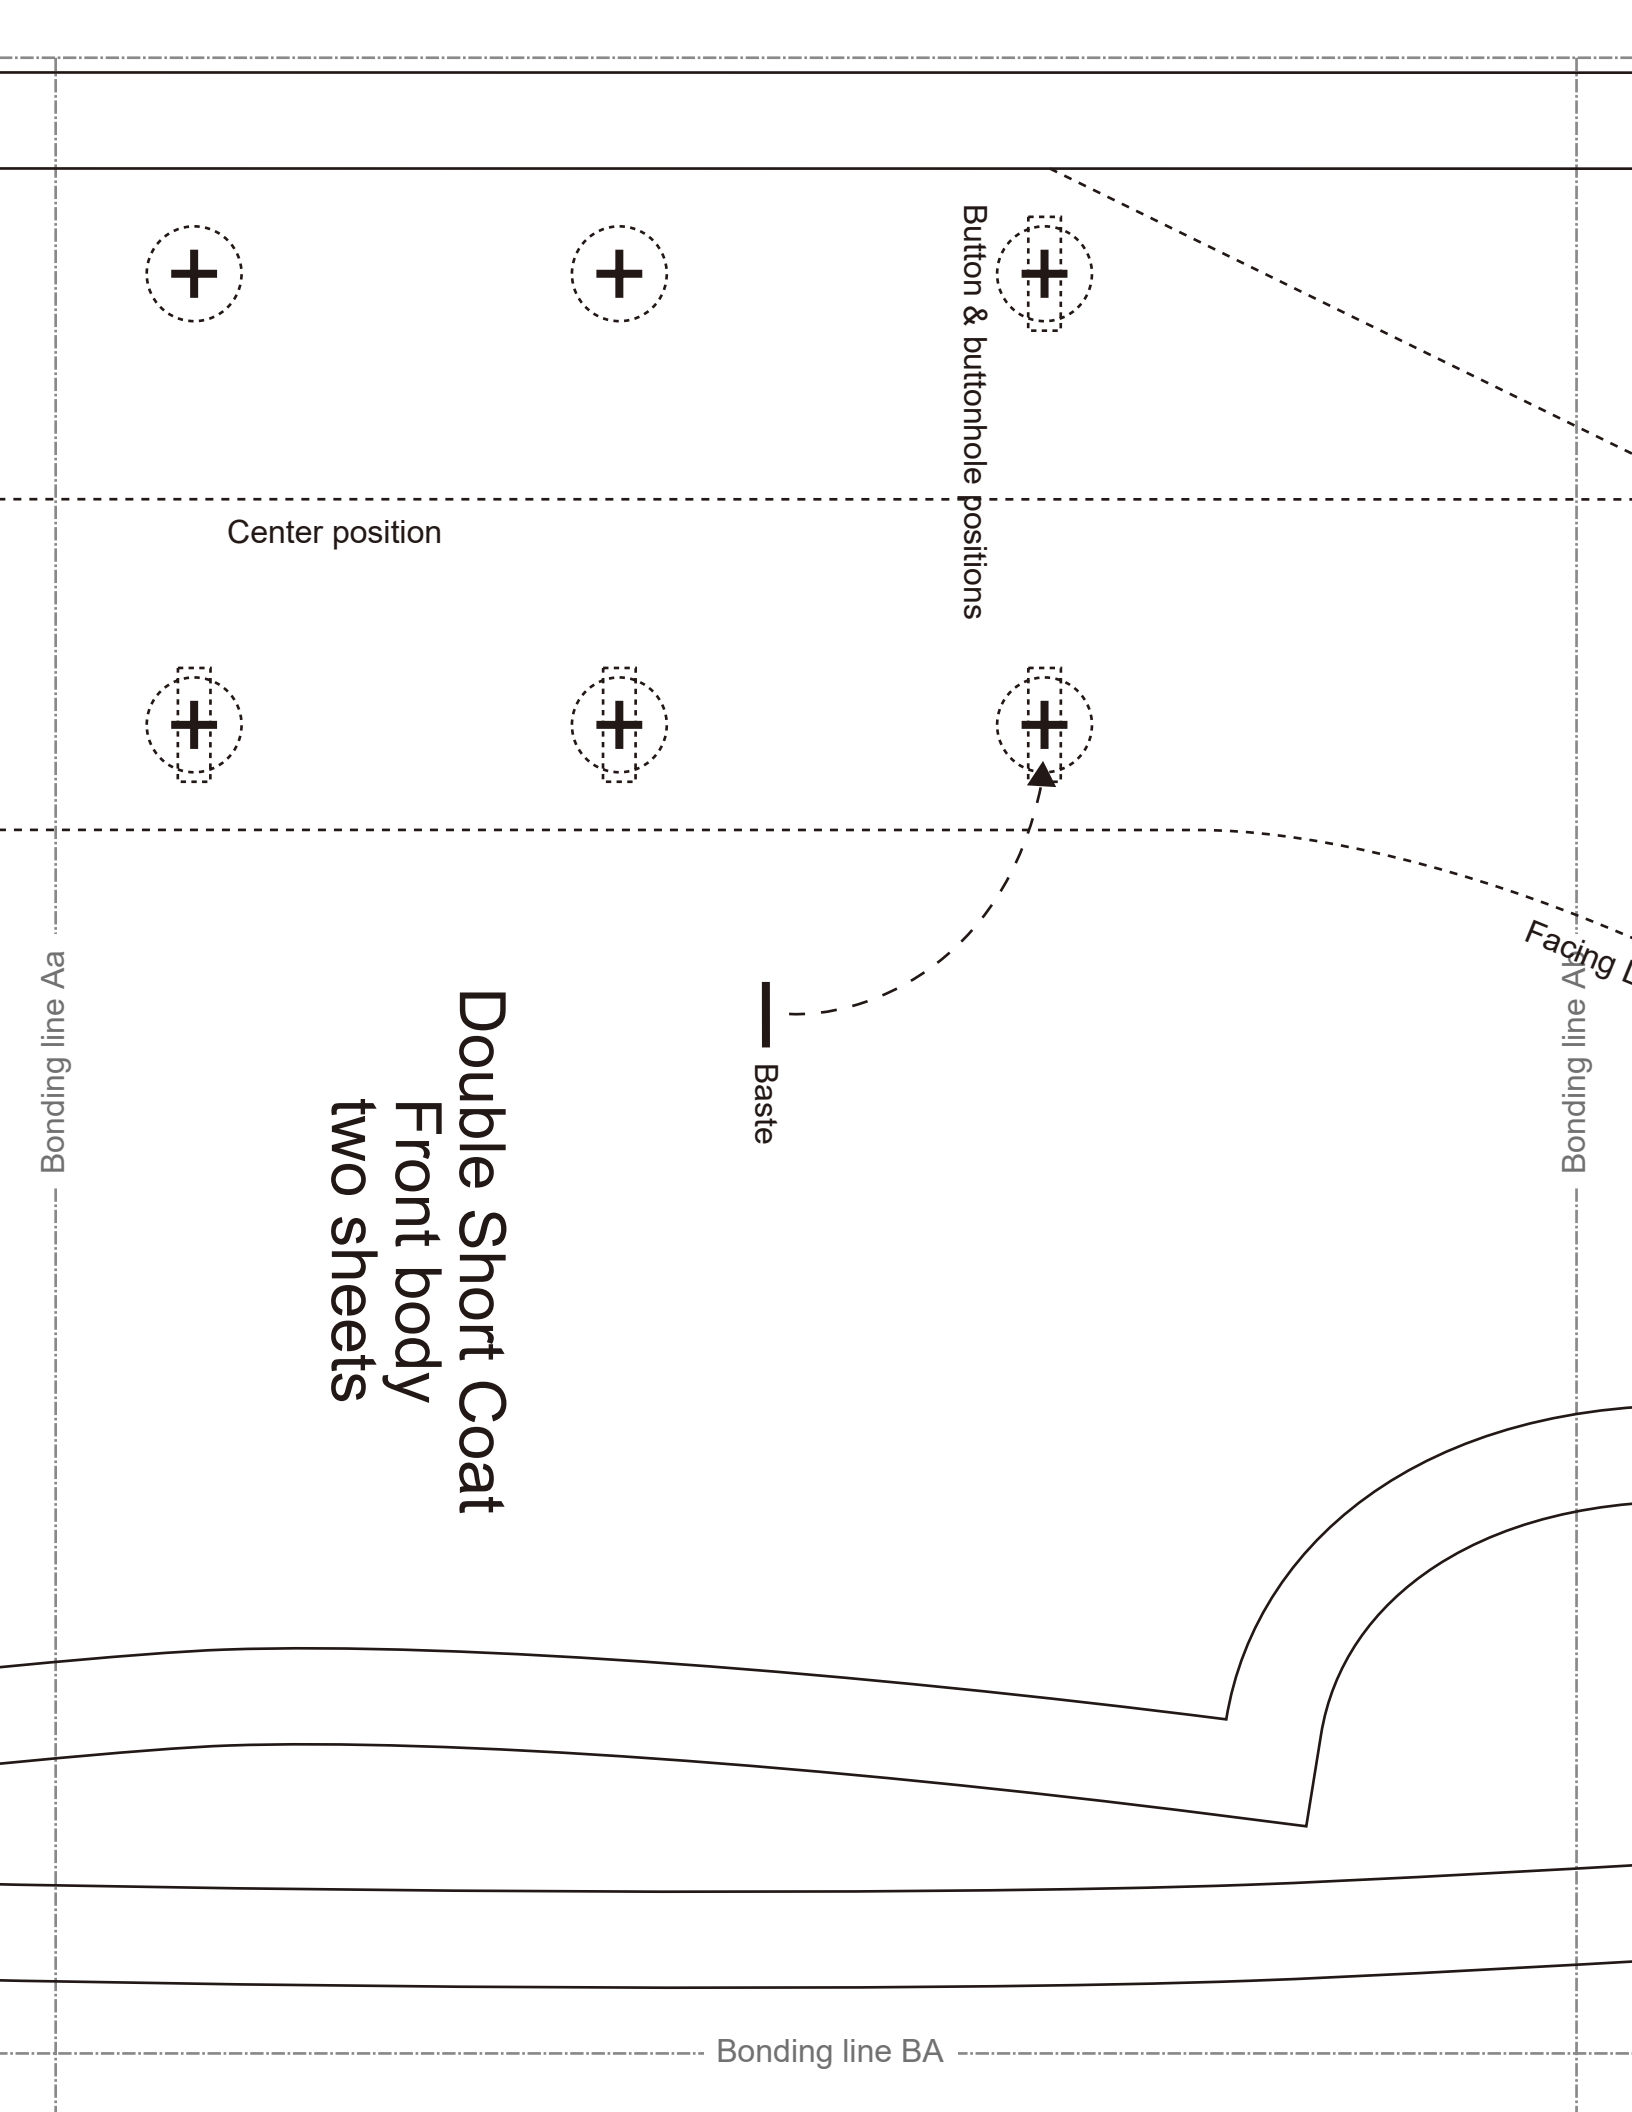 Button & buttonhole positions
Center position
Facing
Bonding line Aa
Bonding line
Baste
Double Short Coat
Front body
two sheets
Bonding line BA